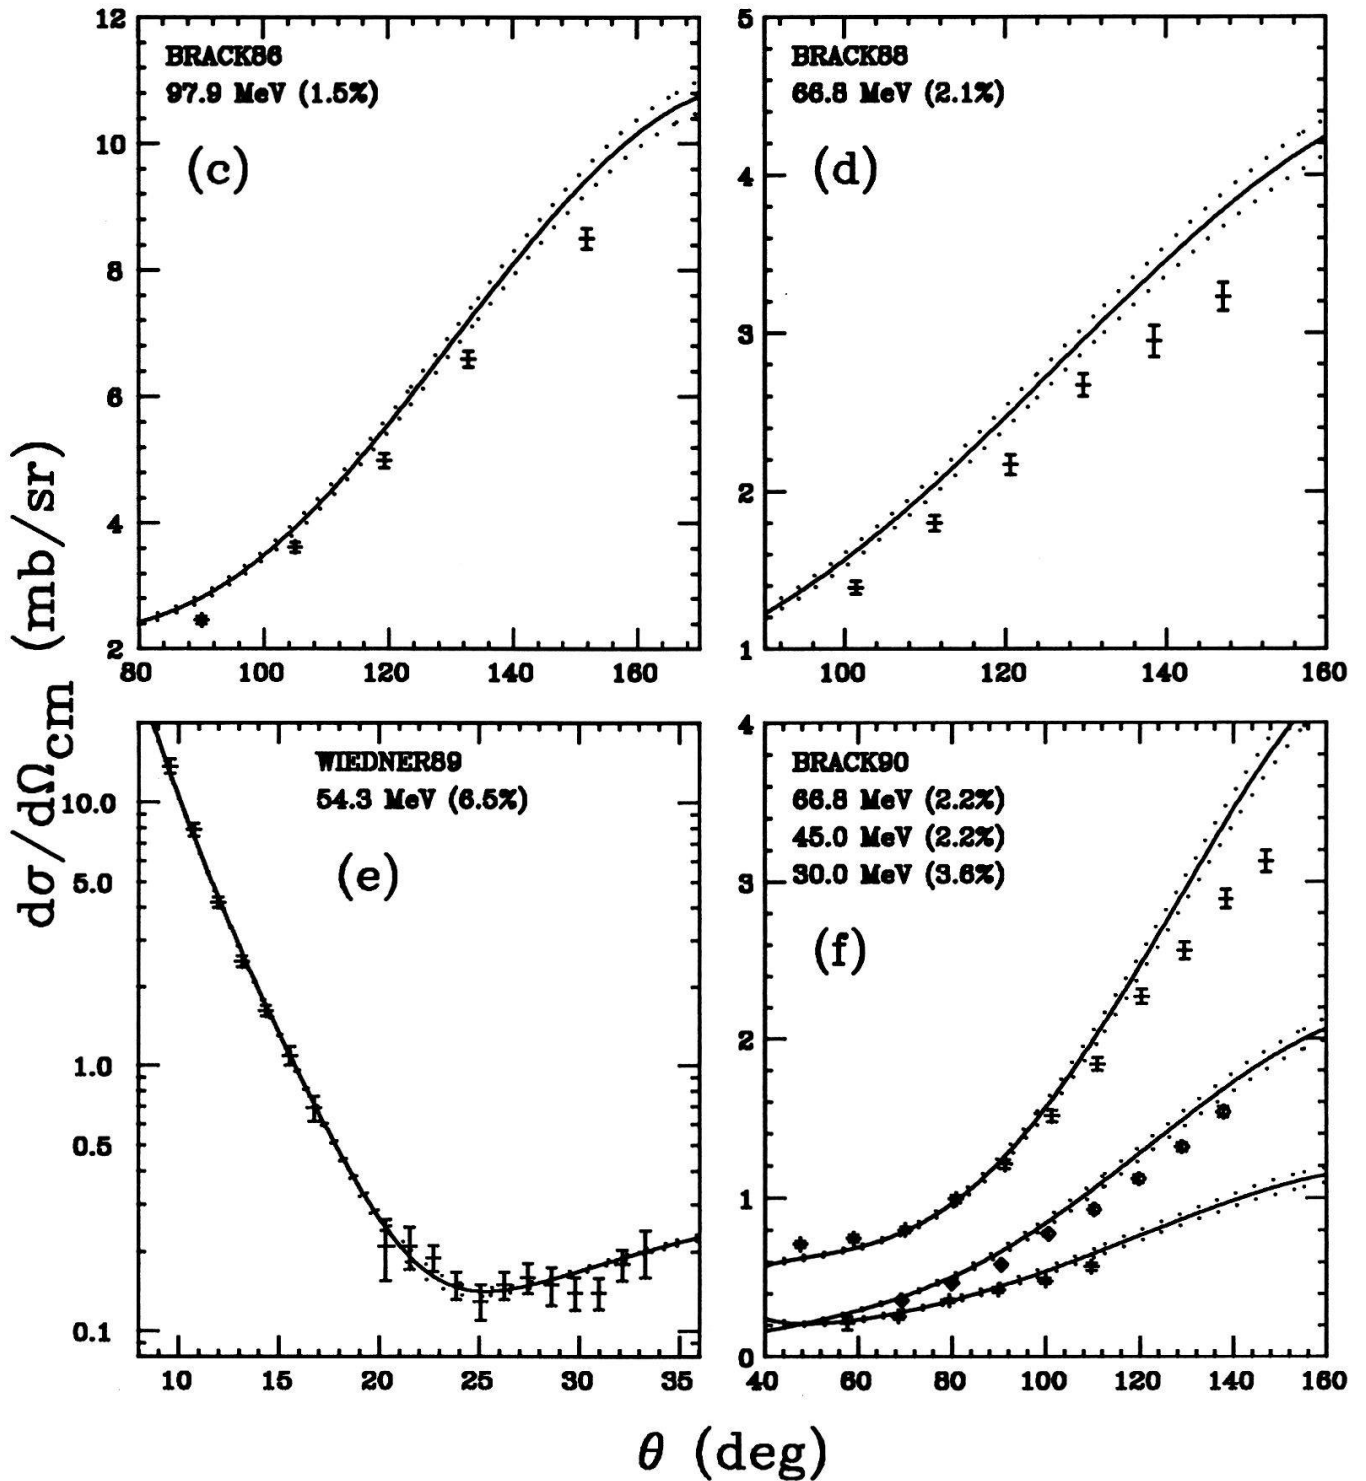 dσ/dΩcm (mb/sr)
12
10
8
6
4
2
BRACK86
97.9 MeV (1.5%)
(c)
80 100 120 140 160
5
4
3
2
1
BRACK88
66.8 MeV (2.1%)
(d)
100 120 140 160
10.0
5.0
1.0
0.5
0.1
WIEDNER89
54.3 MeV (6.5%)
(e)
10 15 20 25 30 35
4
3
2
1
0
BRACK90
66.8 MeV (2.2%)
45.0 MeV (2.2%)
30.0 MeV (3.6%)
(f)
40 60 80 100 120 140 160
θ (deg)